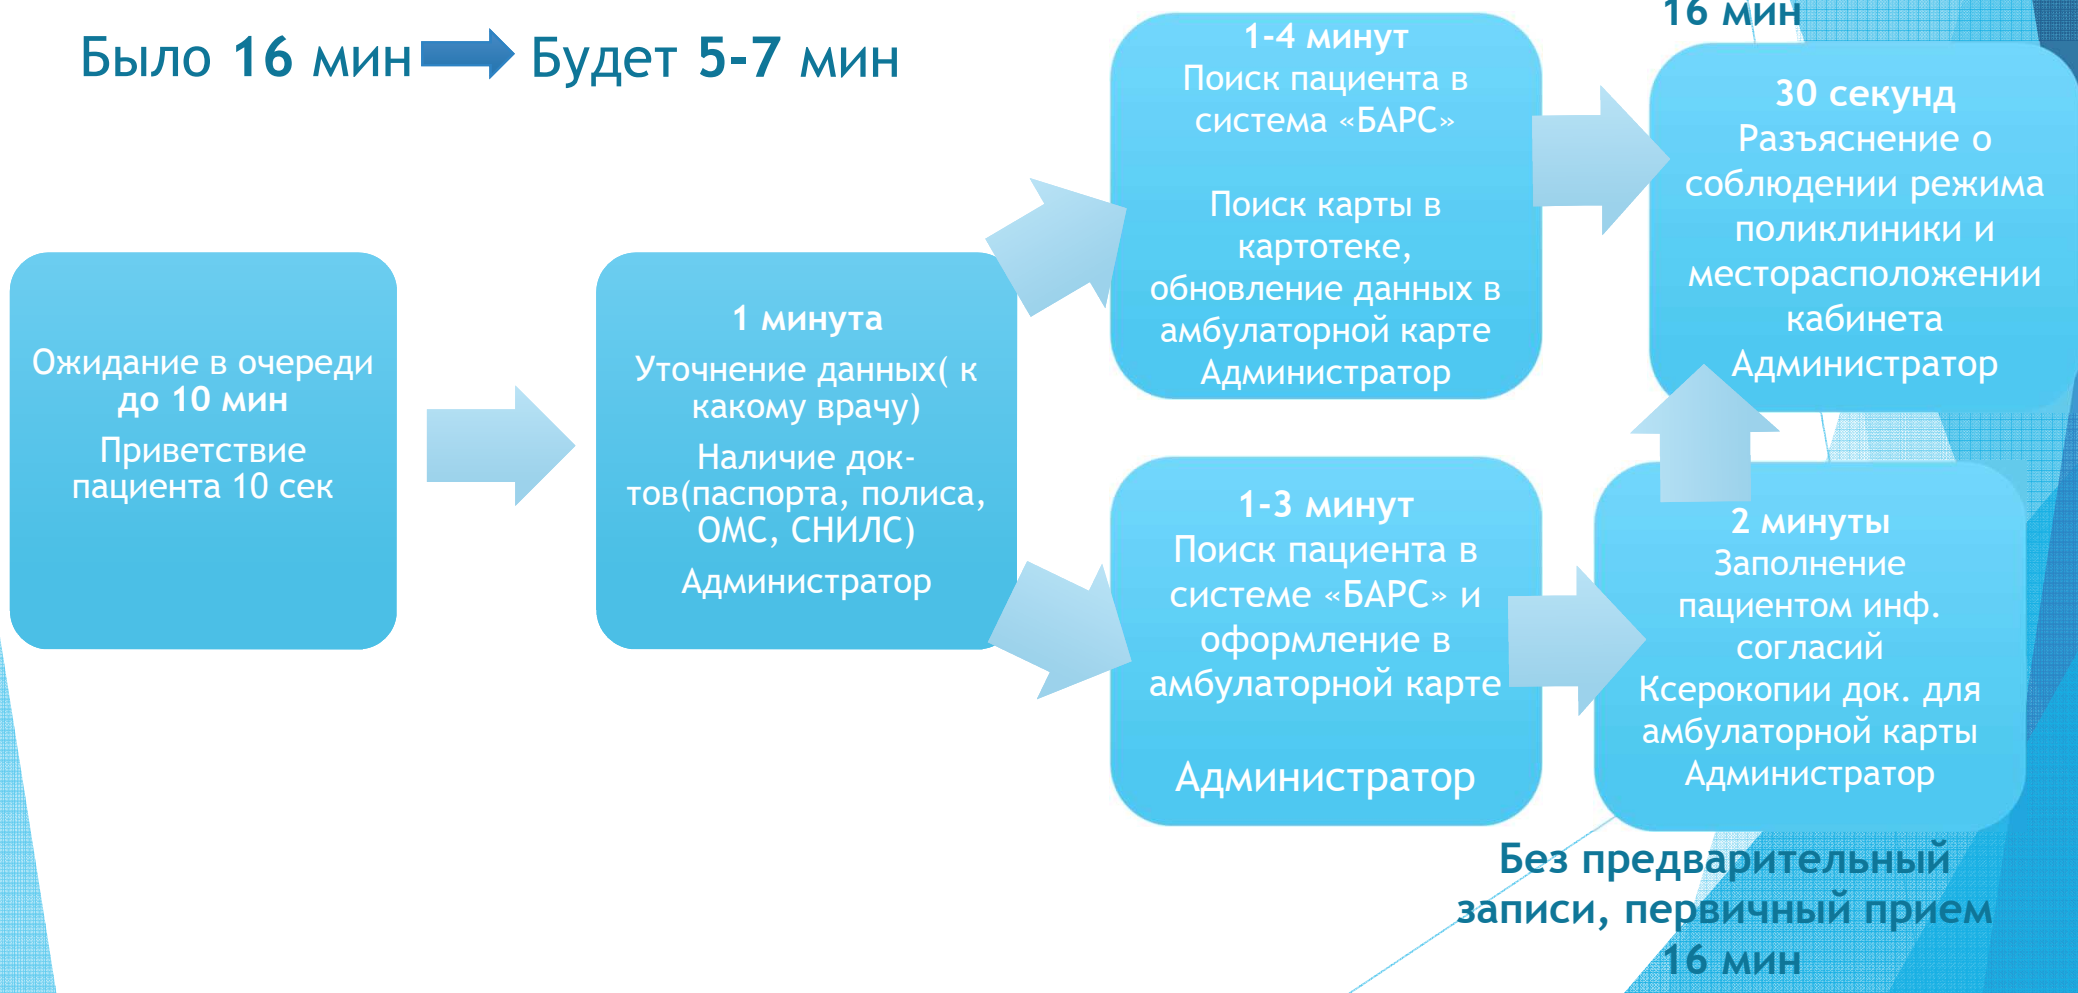 Было 16 мин Будет 5-7 мин
Ожидание в очереди
до 10 мин
Приветствие
пациента 10 сек
1 минута
Уточнение данных( к
какому врачу)
Наличие док-
тов(паспорта, полиса,
ОМС, СНИЛС)
Администратор
1-4 минут
Поиск пациента в
система «БАРС»
Поиск карты в
картотеке,
обновление данных в
амбулаторной карте
Администратор
16 мин
30 секунд
Разъяснение о
соблюдении режима
поликлиники и
месторасположении
кабинета
Администратор
1-3 минут
Поиск пациента в
системе «БАРС» и
оформление в
амбулаторной карте
Администратор
2 минуты
Заполнение
пациентом инф.
согласий
Ксерокопии док. для
амбулаторной карты
Администратор
Без предварительный
записи, первичный прием
16 мин